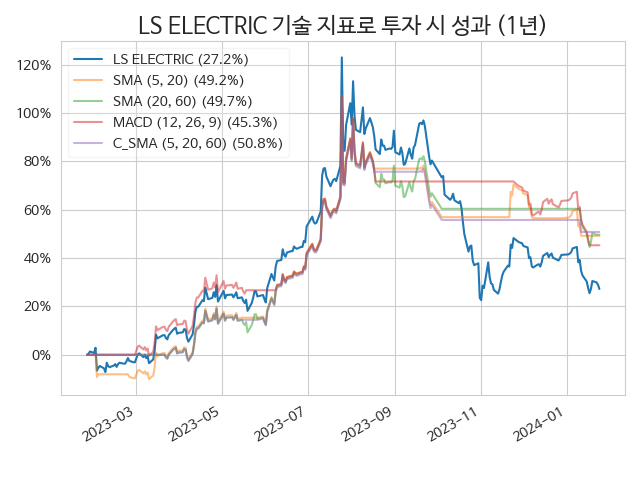 LS ELECTRIC 기술 지표로 투자 시 성과 (1년)
LS ELECTRIC (27.2%)
SMA (5, 20) (49.2%)
SMA (20, 60) (49.7%)
MACD (12, 26, 9) (45.3%)
C_SMA (5, 20, 60) (50.8%)
120%
100%
80%
60%
40%
20%
0%
2023-03
2023-05
2023-07
2023-09
2023-11
2024-01